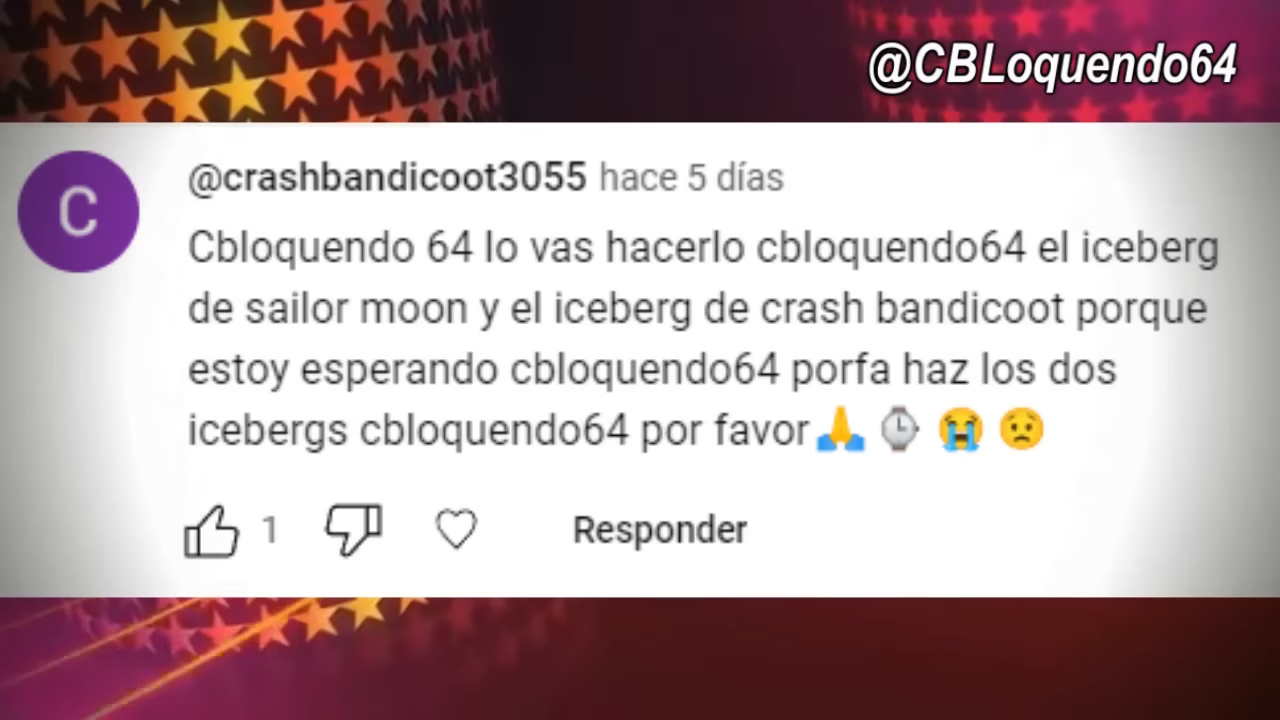 @CBLoquendo64
C
@crashbandicoot3055 hace 5 días
Cbloquendo 64 lo vas hacerlo cbloquendo64 el iceberg
de sailor moon y el iceberg de crash bandicoot porque
estoy esperando cbloquendo64 porfa haz los dos
icebergs cbloquendo64 por favor🙏⌚😭😟
1 Responder